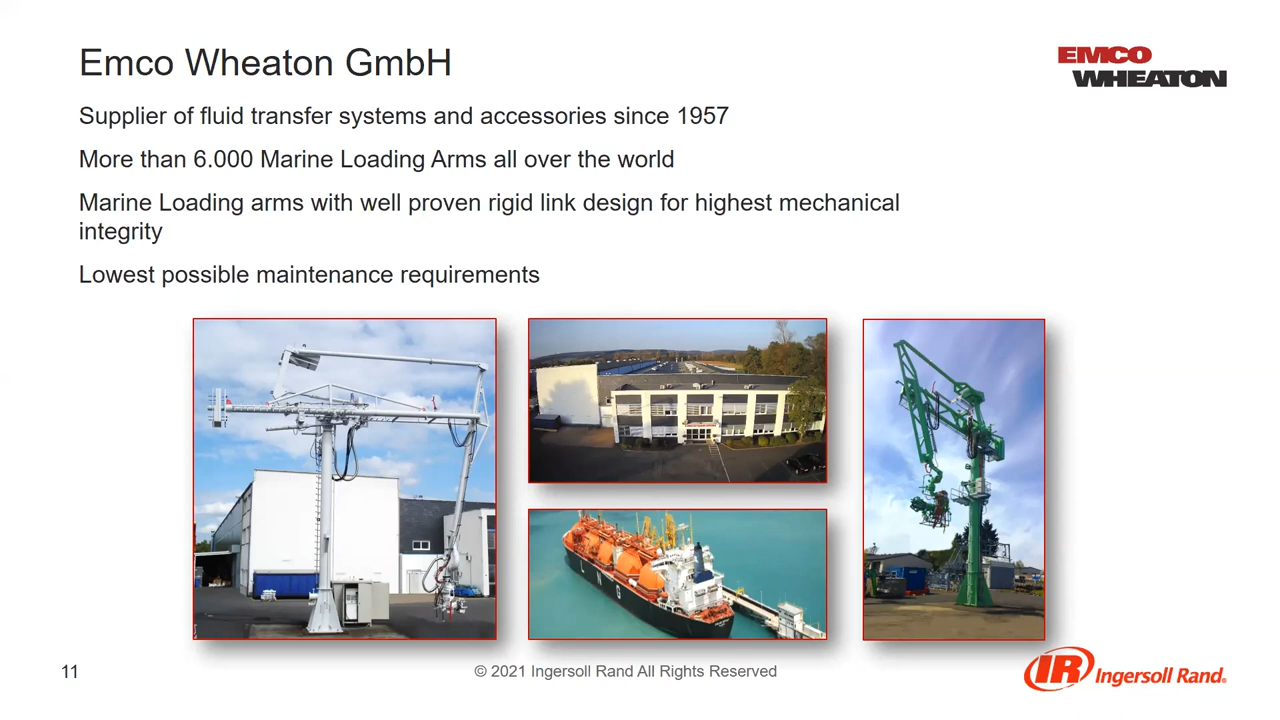 Emco Wheaton GmbH
EMCO
WHEATON
Supplier of fluid transfer systems and accessories since 1957
More than 6.000 Marine Loading Arms all over the world
Marine Loading arms with well proven rigid link design for highest mechanical
integrity
Lowest possible maintenance requirements
L N G
11
© 2021 Ingersoll Rand All Rights Reserved
IR Ingersoll Rand®